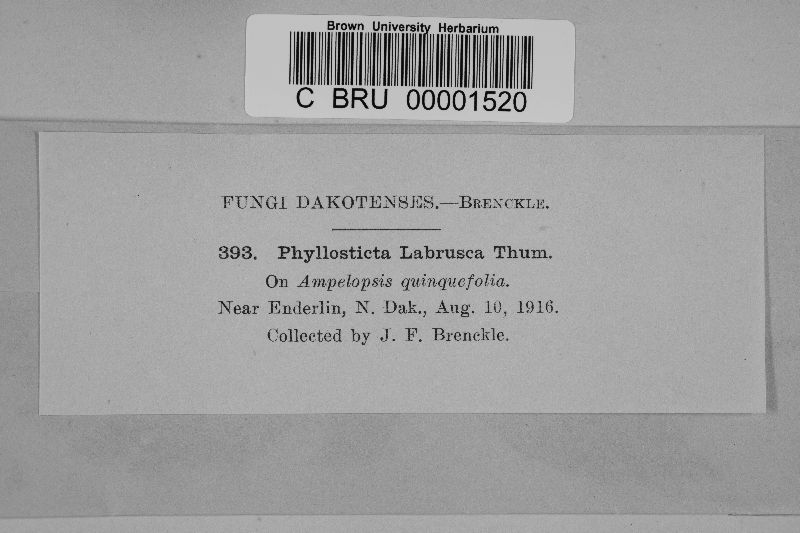 Brown University Herbarium
C BRU 00001520
FUNGI DAKOTENSES.—BRENCKLE.
393. Phyllosticta Labrusca Thum.
On Ampelopsis quinquefolia.
Near Enderlin, N. Dak., Aug. 10, 1916.
Collected by J. F. Brenckle.